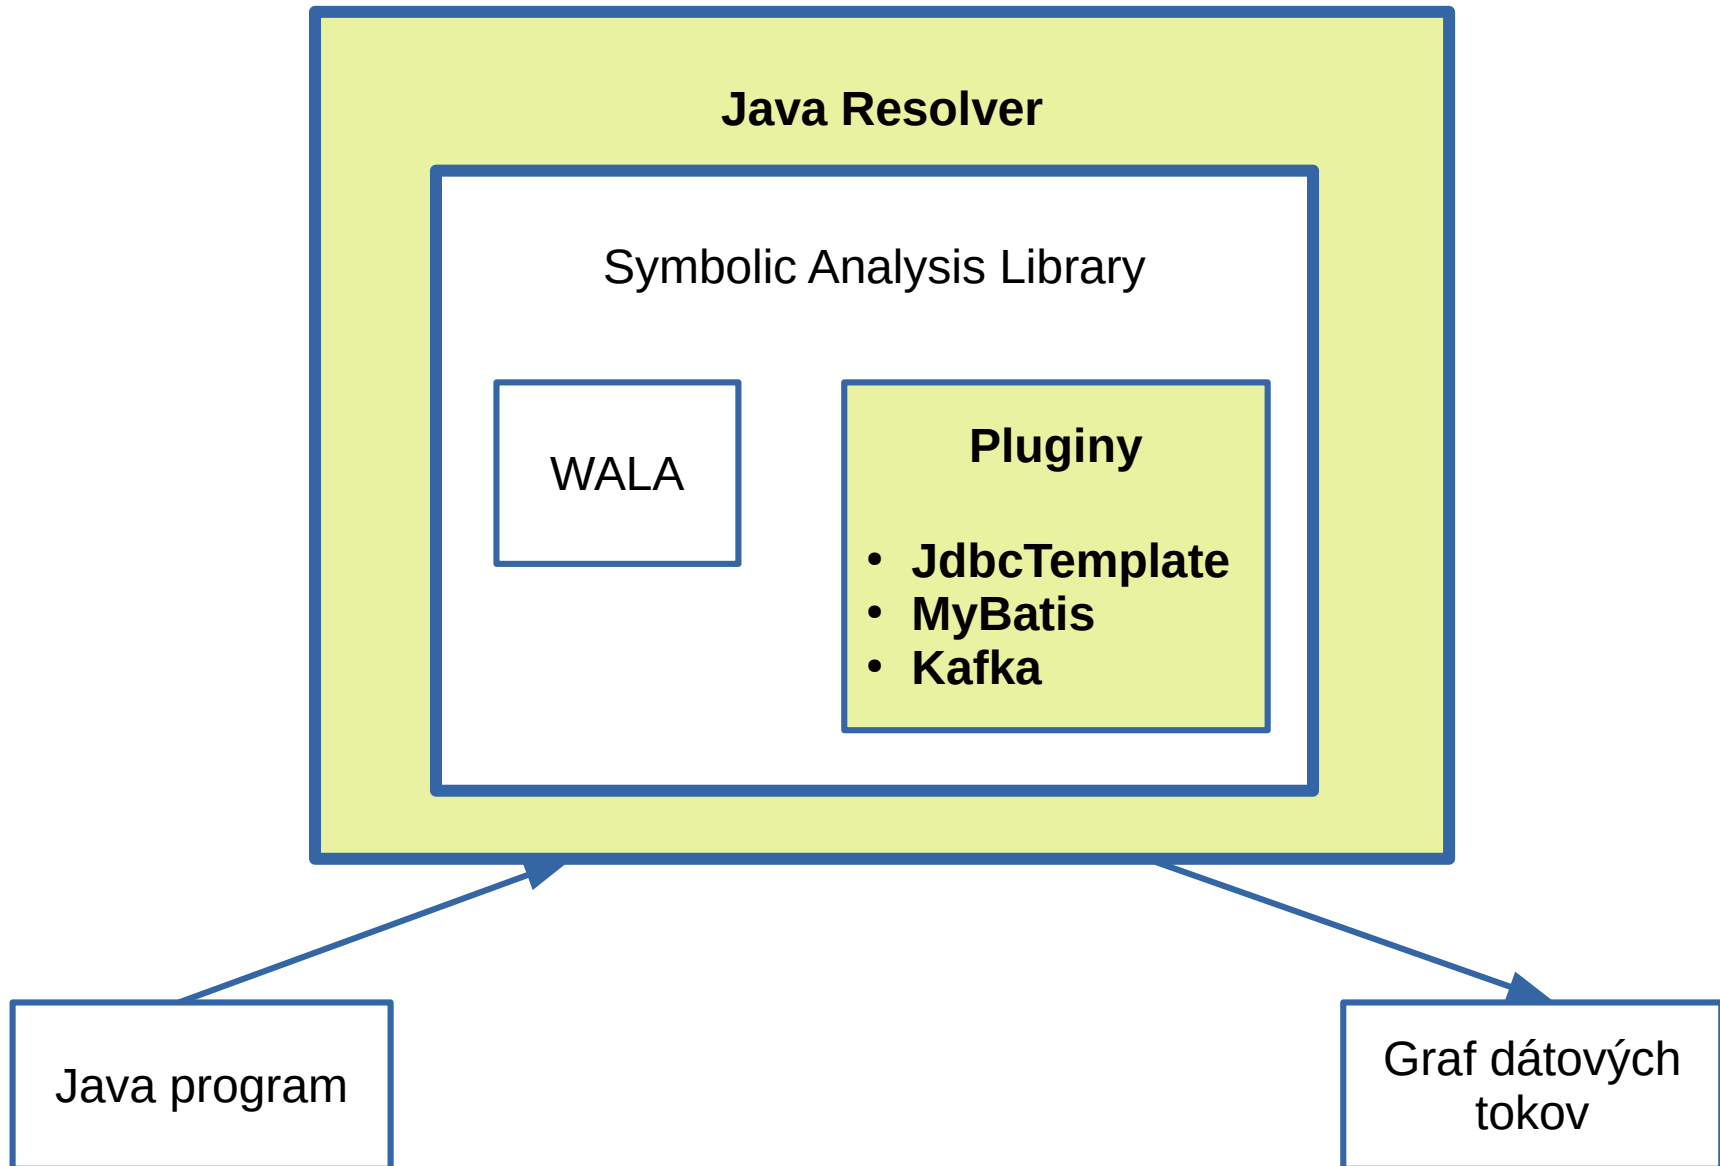 Java Resolver
Symbolic Analysis Library
WALA
Pluginy
• JdbcTemplate
• MyBatis
• Kafka
Java program
Graf dátových
tokov